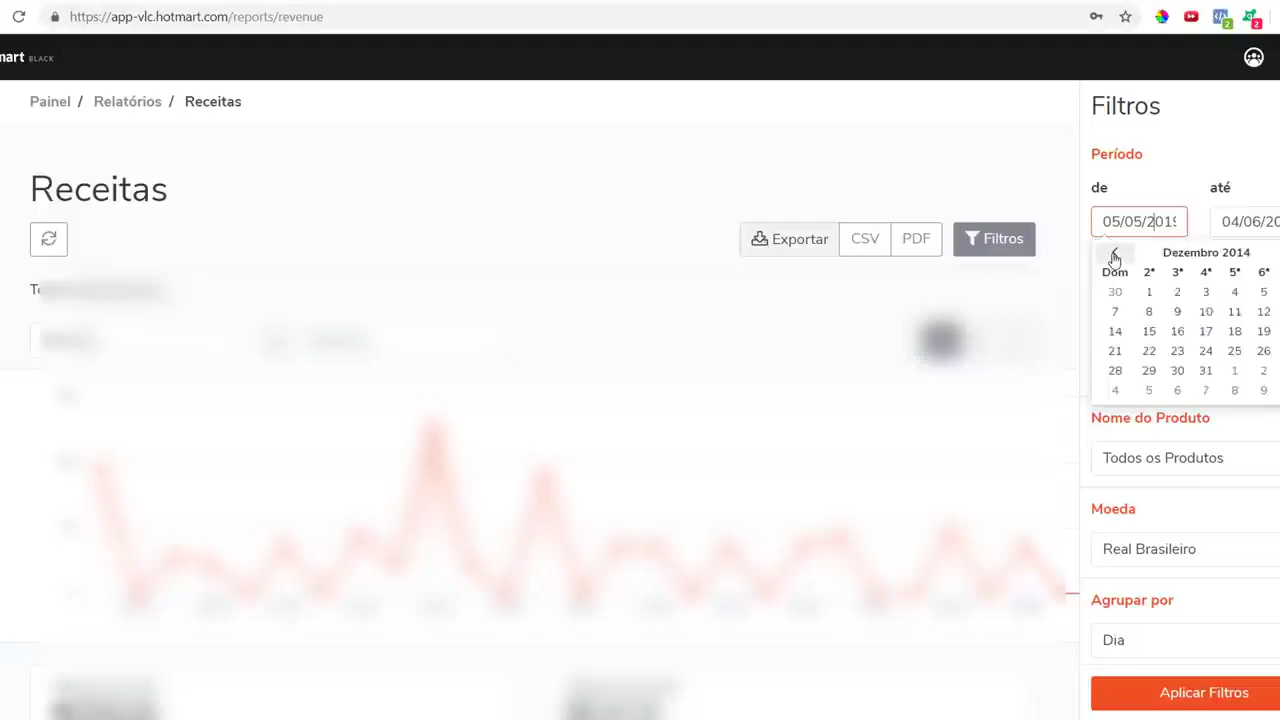 https://app-vlc.hotmart.com/reports/revenue
2
2
mart BLACK
Painel / Relatórios / Receitas
Receitas
Exportar CSV PDF Filtros
Filtros
Período
de até
05/05/2019 04/06/20
Dezembro 2014
Dom 2ª 3ª 4ª 5ª 6ª
30 1 2 3 4 5
7 8 9 10 11 12
14 15 16 17 18 19
21 22 23 24 25 26
28 29 30 31 1 2
4 5 6 7 8 9
Nome do Produto
Todos os Produtos
Moeda
Real Brasileiro
Agrupar por
Dia
Aplicar Filtros